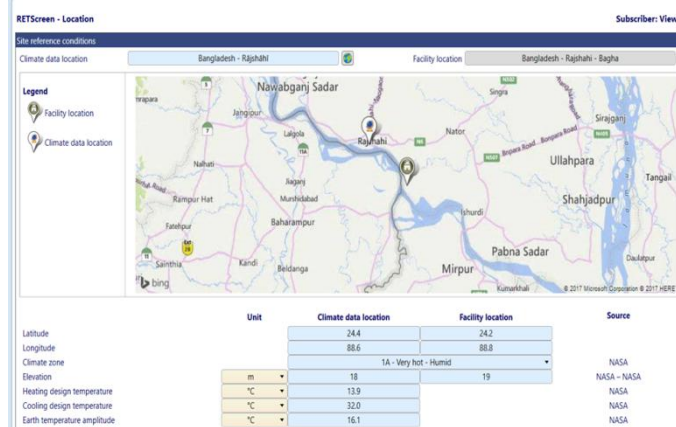 RETScreen - Location
Subscriber: View
Site reference conditions
Climate data location
Bangladesh - Rājshāhī
Facility location
Bangladesh - Rajshahi - Bagha
Legend
Facility location
Climate data location
Nawabganj Sadar
Jangipur
Lalgola
Rajshahi
Nator
Singra
Sirajganj
Bonpara Road
Ullahpara
Tangail
Nalhati
Jiaganj
Rampur Hat
Murshidabad
Shahjadpur
Fatehpur
Baharampur
Ishurdi
Sainthia
Kandi
Beldanga
Pabna Sadar
Daulatpur
Mirpur
Kumarkhali
bing
© 2017 Microsoft Corporation © 2017 HERE
Unit Climate data location Facility location Source
Latitude 24.4 24.2
Longitude 88.6 88.8
Climate zone 1A - Very hot - Humid NASA
Elevation m 18 19 NASA – NASA
Heating design temperature °C 13.9 NASA
Cooling design temperature °C 32.0 NASA
Earth temperature amplitude °C 16.1 NASA